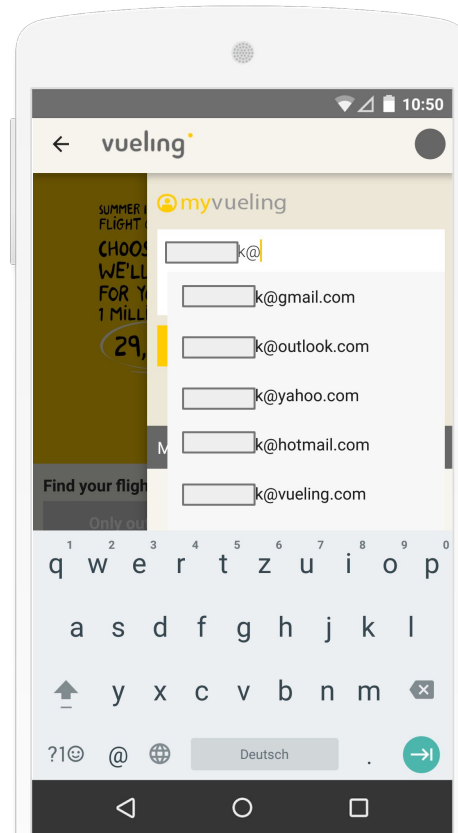 10:50
vueling
SUMMER
FLIGHT
CHOOS
WE'LL
FOR Y
1 MILL
29,
myvueling
k@
k@gmail.com
k@outlook.com
k@yahoo.com
k@hotmail.com
k@vueling.com
M
Find your fligh
Only ou
1 2 3 4 5 6 7 8 9 0
q w e r t z u i o p
a s d f g h j k l
y x c v b n m
?1☺ @ Deutsch .